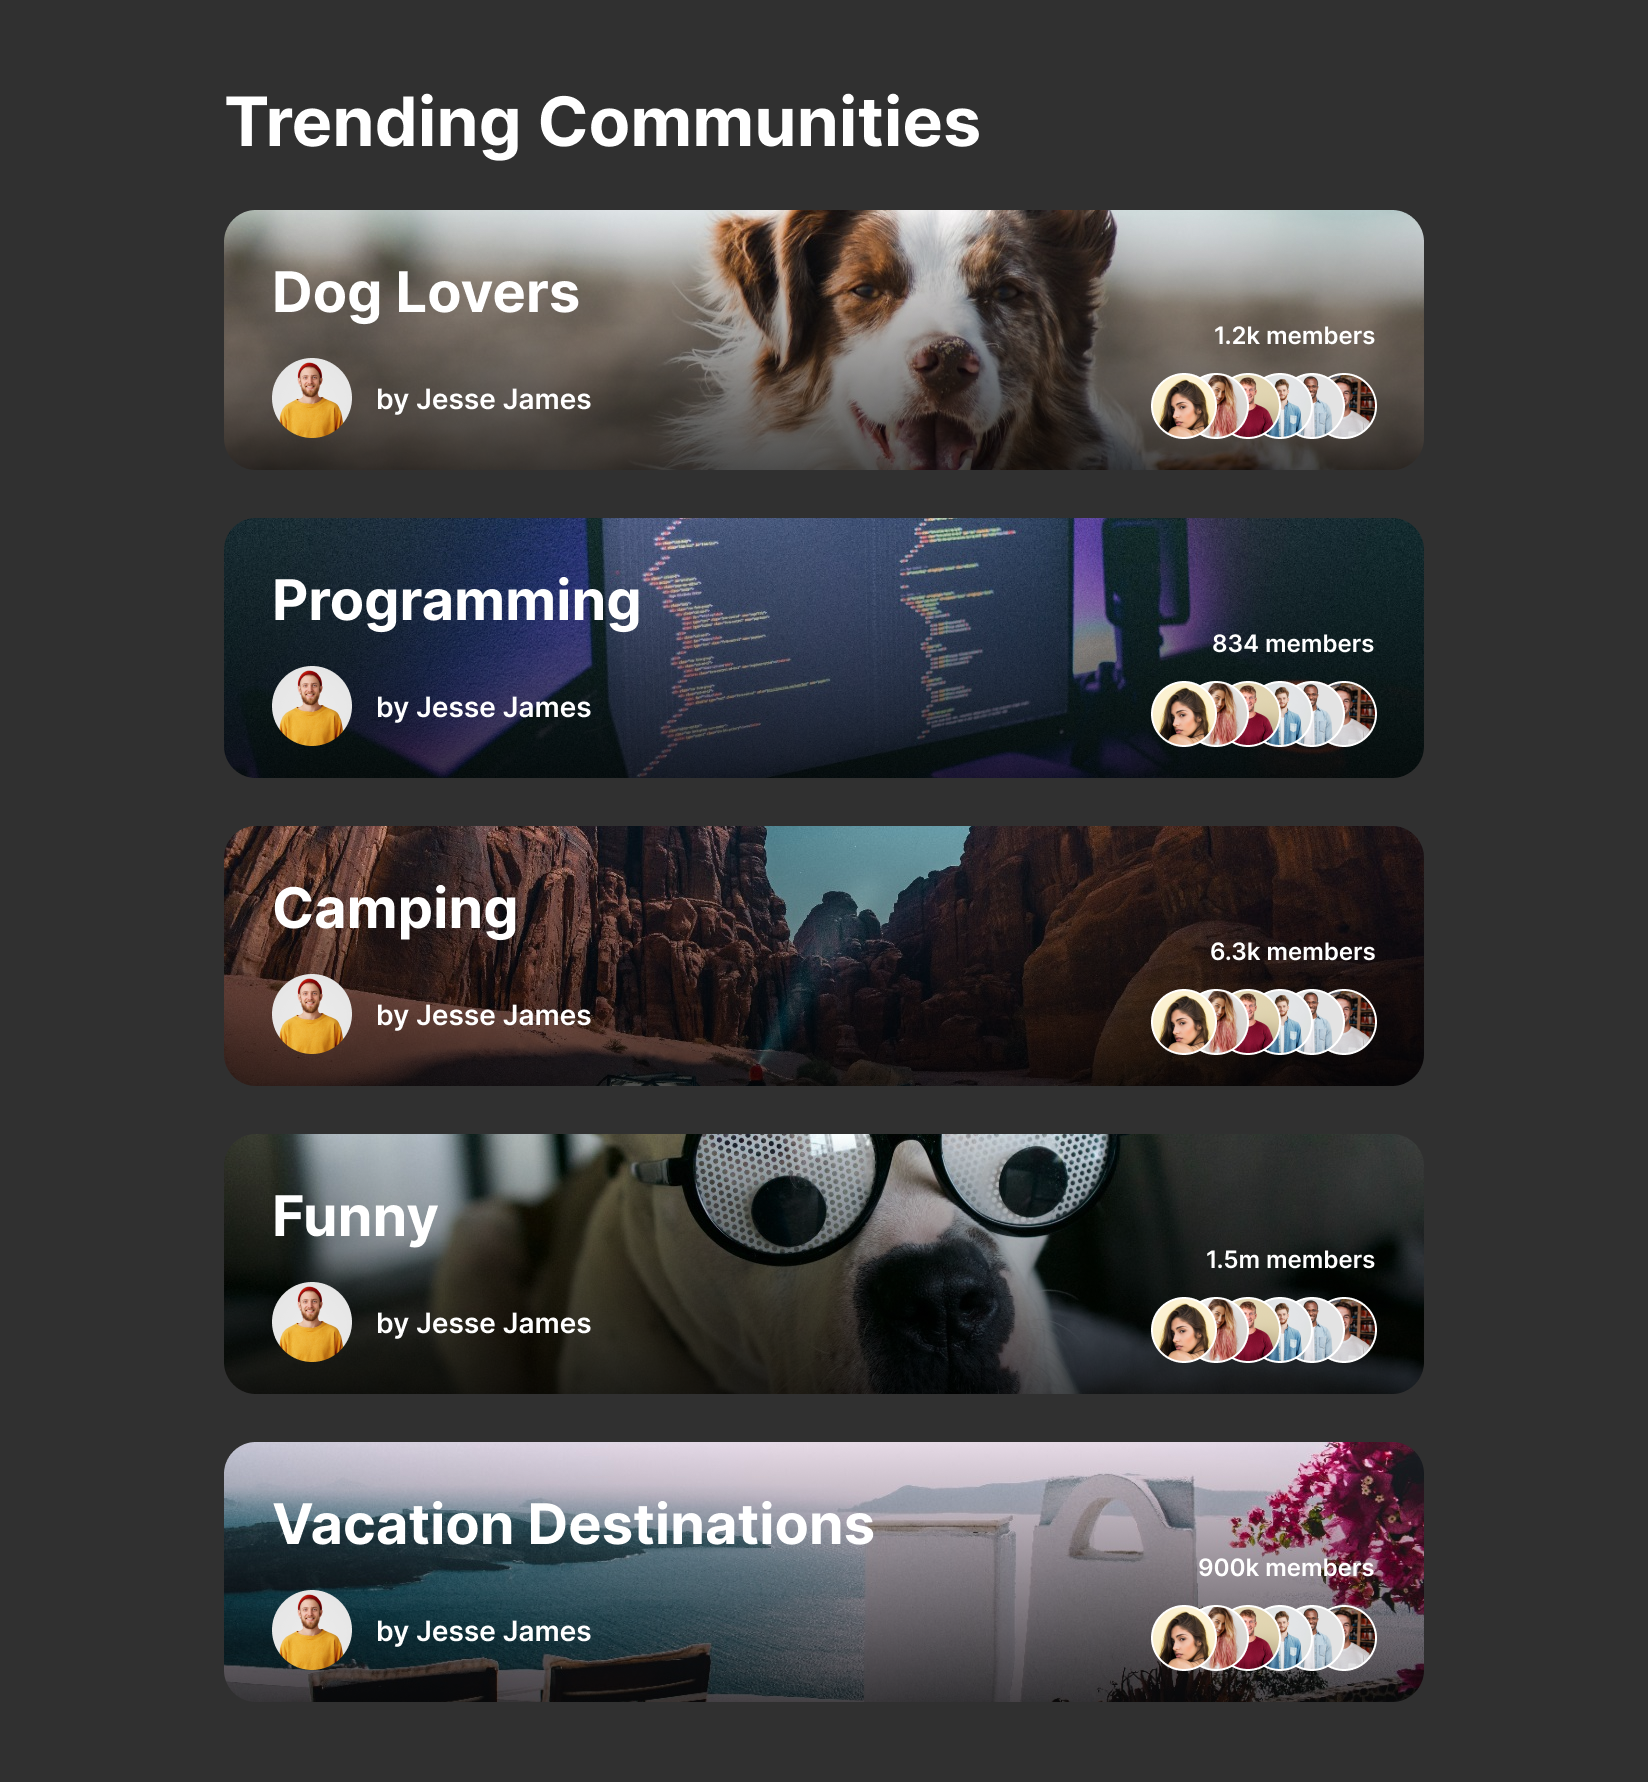 Trending Communities
Dog Lovers
1.2k members
by Jesse James
Programming
834 members
by Jesse James
Camping
6.3k members
by Jesse James
Funny
1.5m members
by Jesse James
Vacation Destinations
900k members
by Jesse James